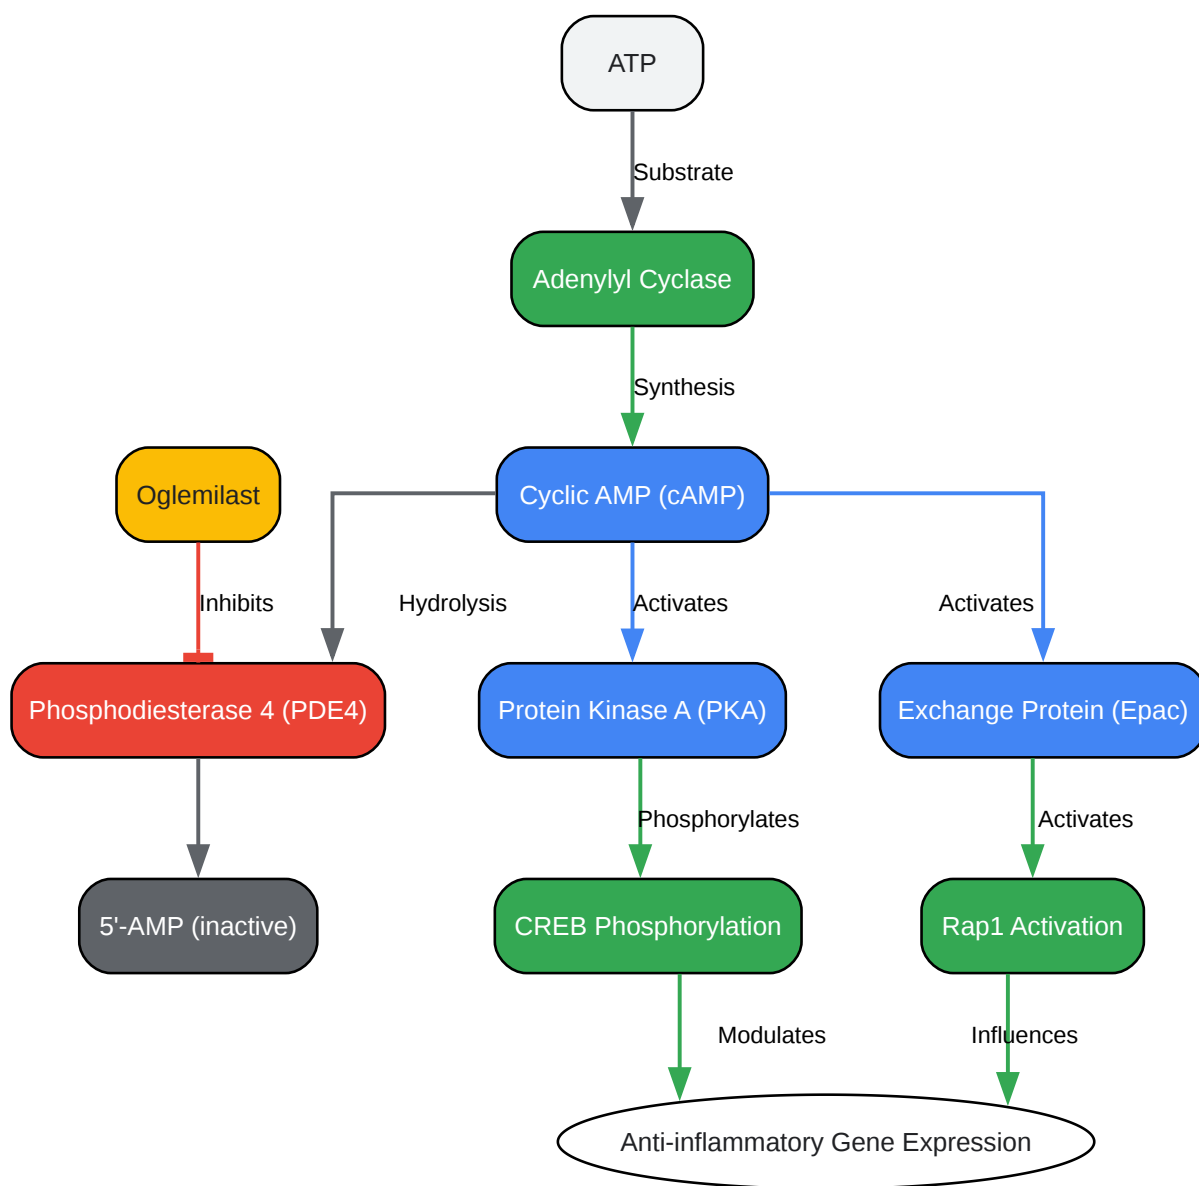 ATP
Substrate
Adenylyl Cyclase
Synthesis
Oglemilast
Cyclic AMP (cAMP)
Inhibits
Hydrolysis
Activates
Activates
Phosphodiesterase 4 (PDE4)
Protein Kinase A (PKA)
Exchange Protein (Epac)
Phosphorylates
Activates
5'-AMP (inactive)
CREB Phosphorylation
Rap1 Activation
Modulates
Influences
Anti-inflammatory Gene Expression